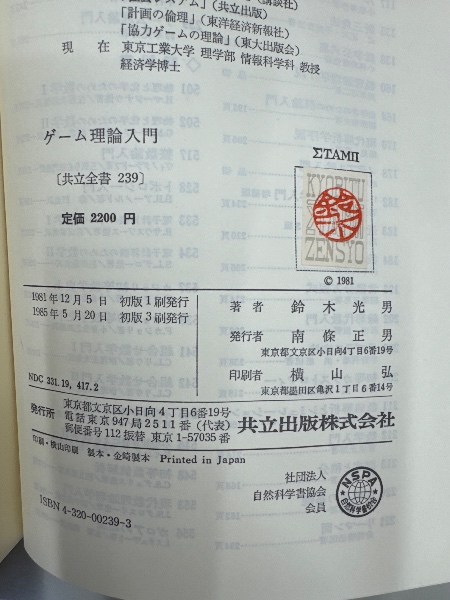 「計画の倫理」(東洋経済新報社)
「協力ゲームの理論」(東大出版会)
現在 東京工業大学 理学部 情報科学科 教授
経済学博士
ゲーム理論入門
〔共立全書 239〕
定価 2200 円
ΣΤΑΜΠ
KYORITU
ZENSYO
© 1981
1981年12月5日 初版1刷発行
1985年5月20日 初版3刷発行
NDC 331.19, 417.2
著者 鈴木光男
発行者 南條正男
東京都文京区小日向4丁目6番19号
印刷者 横山弘
東京都墨田区亀沢1丁目6番14号
発行所 東京都文京区小日向4丁目6番19号
電話 東京 947局2511番 (代表)
郵便番号 112 振替 東京 1-57035番
共立出版株式会社
印刷・横山印刷 製本・金崎製本 Printed in Japan
社団法人
自然科学書協会
会員
NSPA
自然科学書協会
ISBN 4-320-00239-3